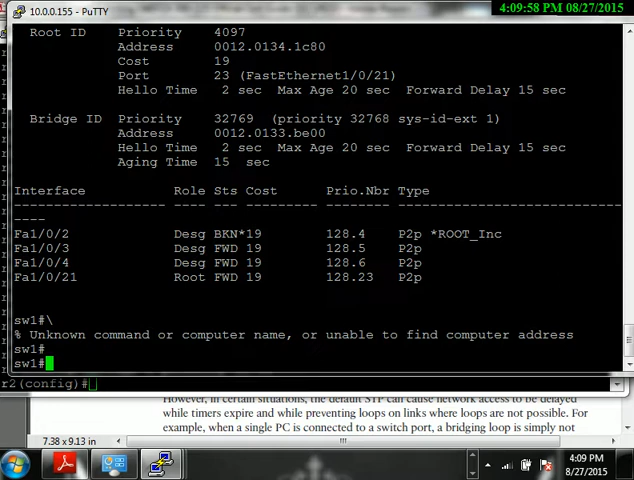 10.0.0.155 - PuTTY
4:09:58 PM 08/27/2015
Root ID Priority 4097
Address 0012.0134.1c80
Cost 19
Port 23 (FastEthernet1/0/21)
Hello Time 2 sec Max Age 20 sec Forward Delay 15 sec
Bridge ID Priority 32769 (priority 32768 sys-id-ext 1)
Address 0012.0133.be00
Hello Time 2 sec Max Age 20 sec Forward Delay 15 sec
Aging Time 15 sec
Interface Role Sts Cost Prio.Nbr Type
------------------- ---- --- --------- -------- --------------------------------
----
Fa1/0/2 Desg BKN*19 128.4 P2p *ROOT_Inc
Fa1/0/3 Desg FWD 19 128.5 P2p
Fa1/0/4 Desg FWD 19 128.6 P2p
Fa1/0/21 Root FWD 19 128.23 P2p
sw1#\
% Unknown command or computer name, or unable to find computer address
sw1#
sw1#
r2(config)#
However, in certain situations, the default STP can cause network access to be delayed
while timers expire and while preventing loops on links where loops are not possible. For
example, when a single PC is connected to a switch port, a bridging loop is simply not
7.38 x 9.13 in
4:09 PM
8/27/2015